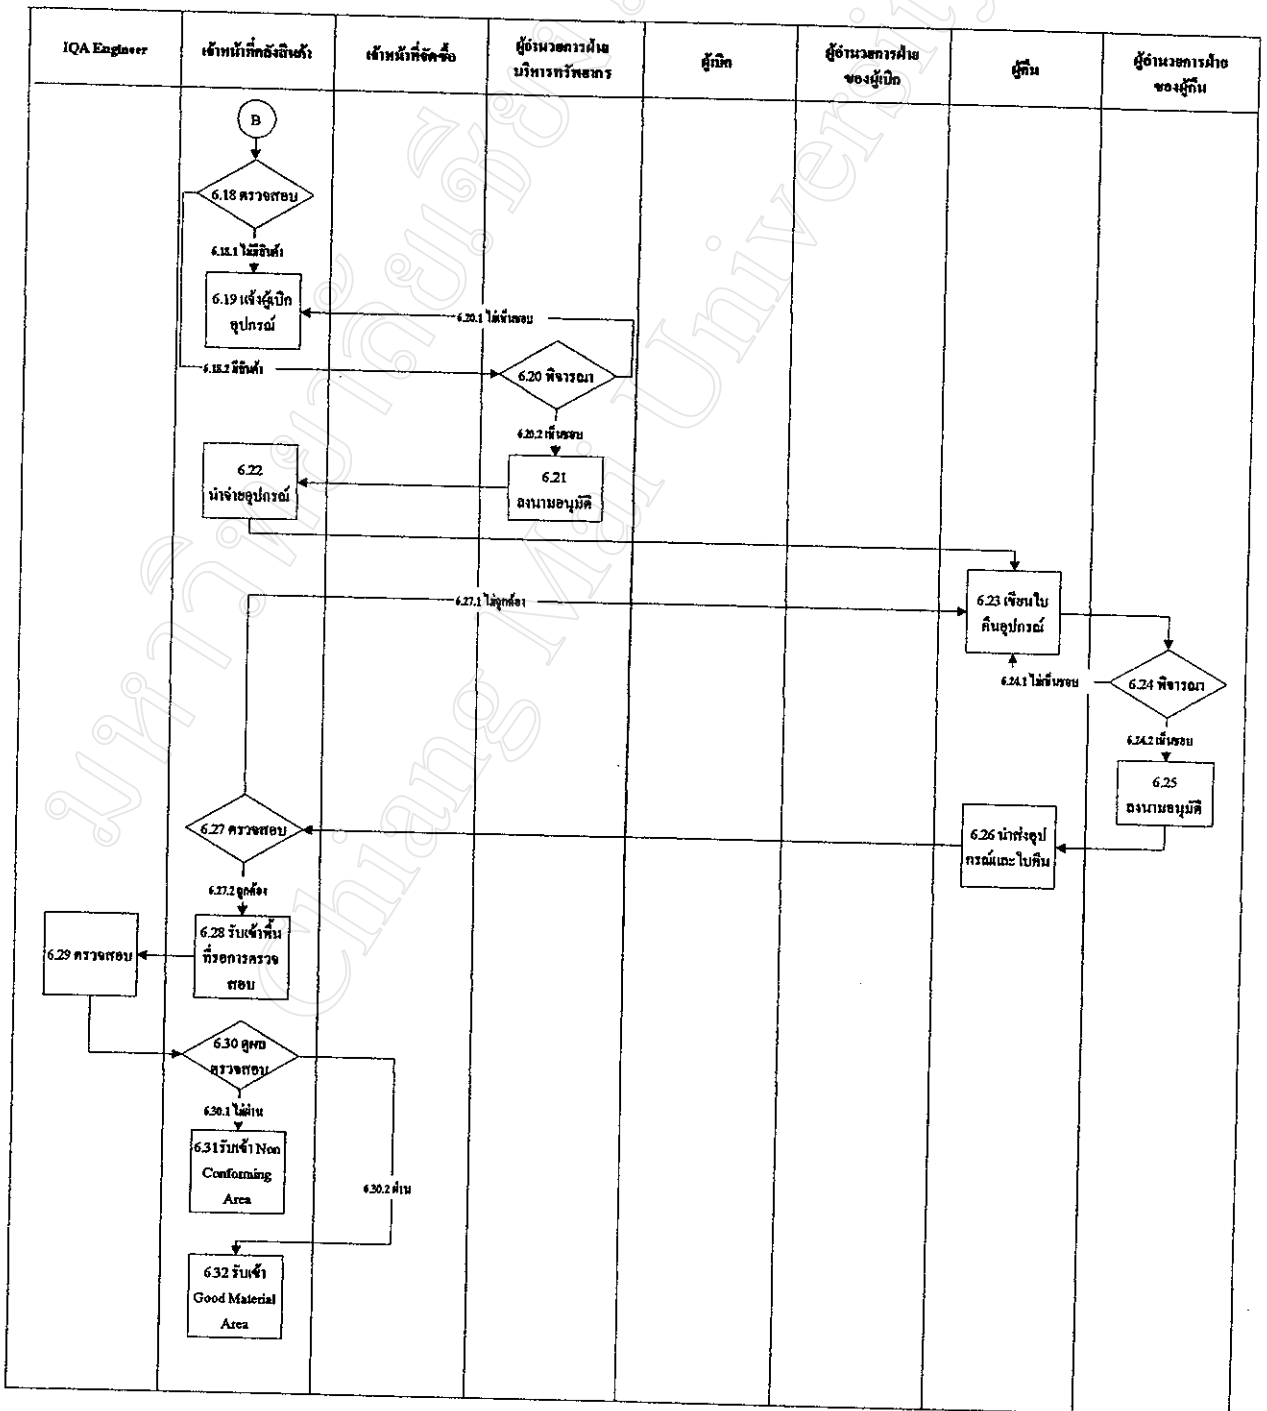 IQA Engineer
เจ้าหน้าที่คลังสินค้า
เจ้าหน้าที่จัดซื้อ
ผู้อำนวยการฝ่าย
บริหารทรัพยากร
ผู้เบิก
ผู้อำนวยการฝ่าย
ของผู้เบิก
ผู้คืน
ผู้อำนวยการฝ่าย
ของผู้คืน
B
6.18 ตรวจสอบ
6.18.1 ไม่มีสินค้า
6.19 แจ้งผู้เบิก
อุปกรณ์
6.20.1 ไม่เห็นชอบ
6.18.2 มีสินค้า
6.20 พิจารณา
6.20.2 เห็นชอบ
6.22
นำจ่ายอุปกรณ์
6.21
ลงนามอนุมัติ
6.27.1 ไม่ถูกต้อง
6.23 เขียนใบ
คืนอุปกรณ์
6.24.1 ไม่เห็นชอบ
6.24 พิจารณา
6.24.2 เห็นชอบ
6.25
ลงนามอนุมัติ
6.27 ตรวจสอบ
6.26 นำส่งอุป
กรณ์และใบคืน
6.27.2 ถูกต้อง
6.28 รับเข้าพื้น
ที่รอการตรวจ
สอบ
6.29 ตรวจสอบ
6.30 ดูผล
ตรวจสอบ
6.30.1 ไม่ผ่าน
6.31 รับเข้า Non
Conforming
Area
6.30.2 ผ่าน
6.32 รับเข้า
Good Material
Area
มหาวิทยาลัยเชียงใหม่
Chiang Mai University